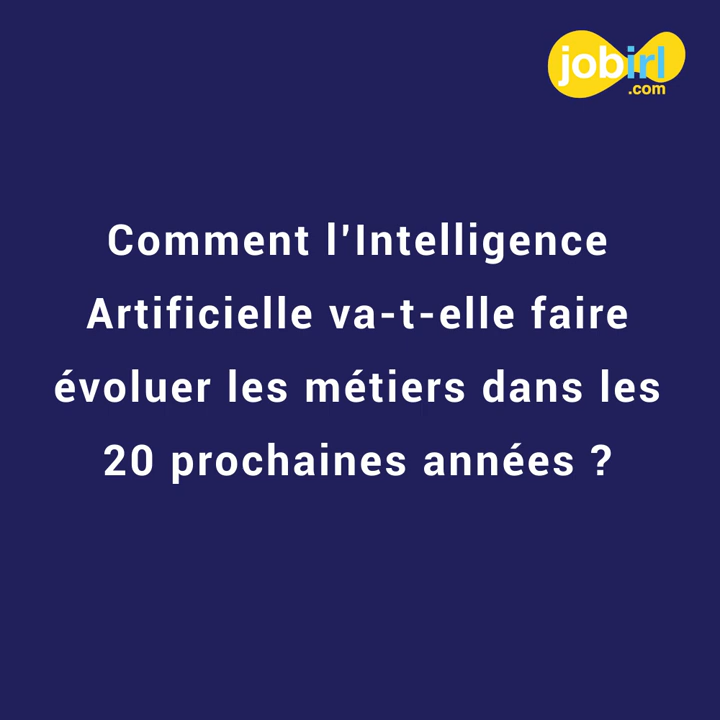 jobirl
.com
Comment l'Intelligence
Artificielle va-t-elle faire
évoluer les métiers dans les
20 prochaines années ?